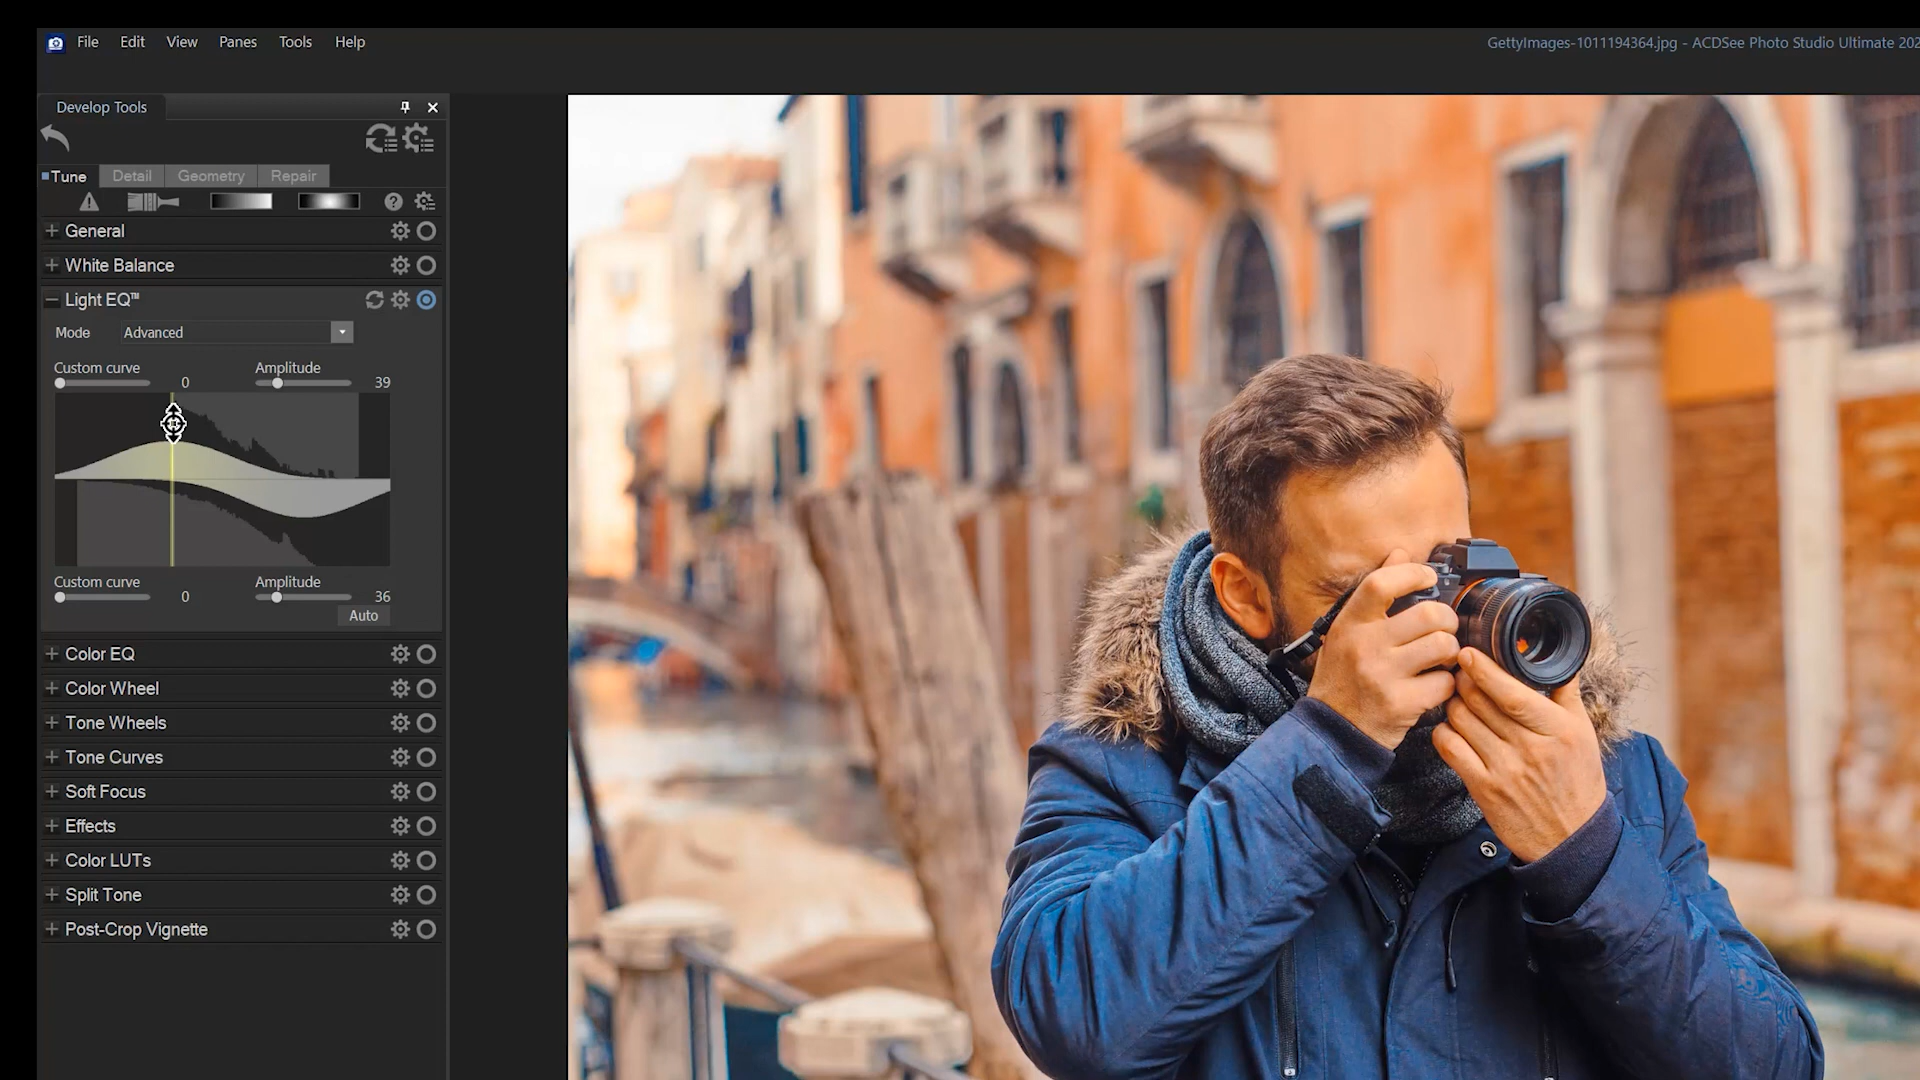 File Edit View Panes Tools Help
GettyImages-1011194364.jpg - ACDSee Photo Studio Ultimate 202
Develop Tools
Tune Detail Geometry Repair
General
White Balance
Light EQ™
Mode Advanced
Custom curve Amplitude
0 39
Custom curve Amplitude
0 36
Auto
Color EQ
Color Wheel
Tone Wheels
Tone Curves
Soft Focus
Effects
Color LUTs
Split Tone
Post-Crop Vignette